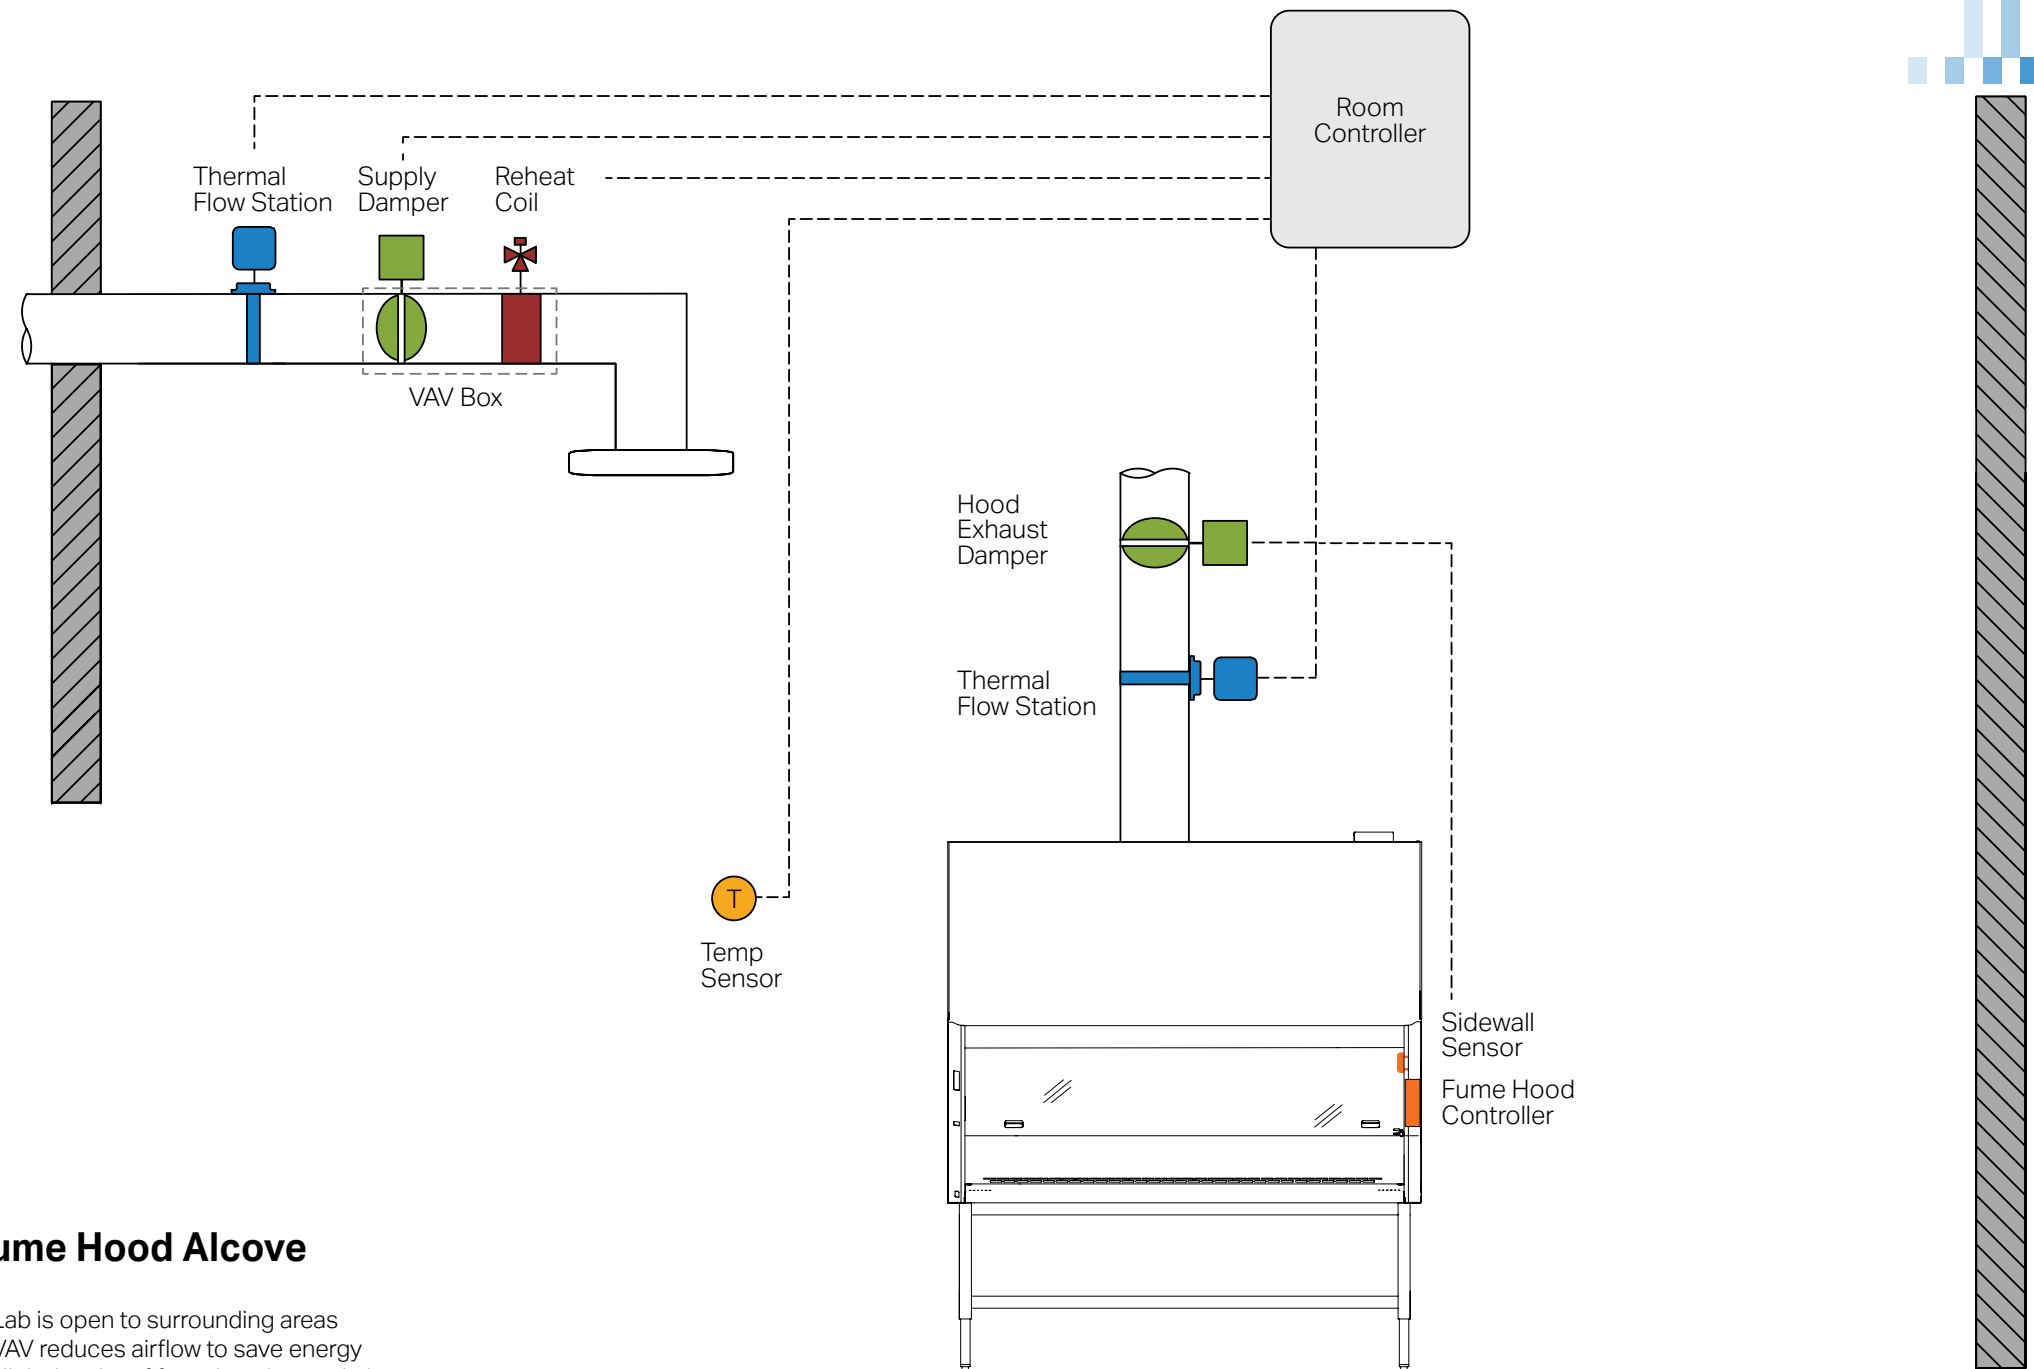 Room
Controller
Thermal
Flow Station
Supply
Damper
Reheat
Coil
VAV Box
Hood
Exhaust
Damper
Thermal
Flow Station
T
Temp
Sensor
Sidewall
Sensor
Fume Hood
Controller
ume Hood Alcove
Lab is open to surrounding areas
VAV reduces airflow to save energy